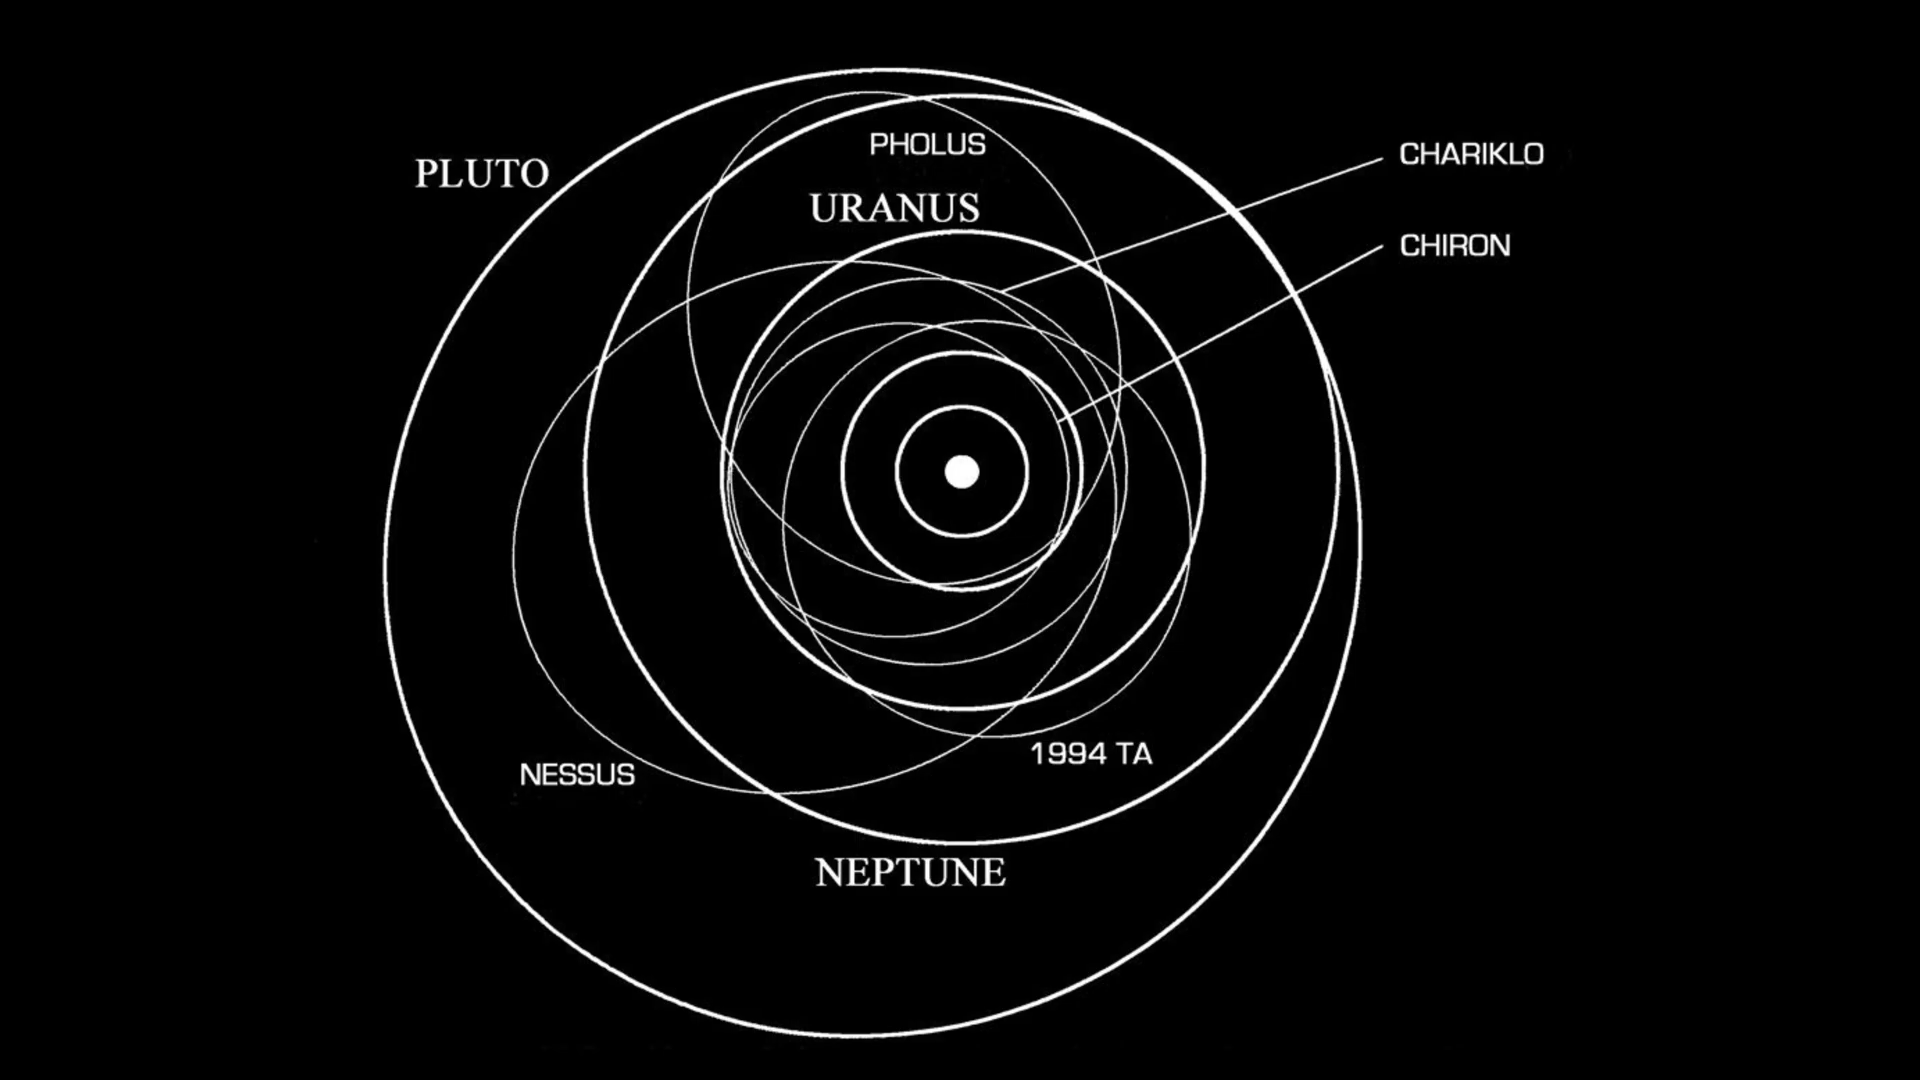 PHOLUS
CHARIKLO
PLUTO
URANUS
CHIRON
1994 TA
NESSUS
NEPTUNE